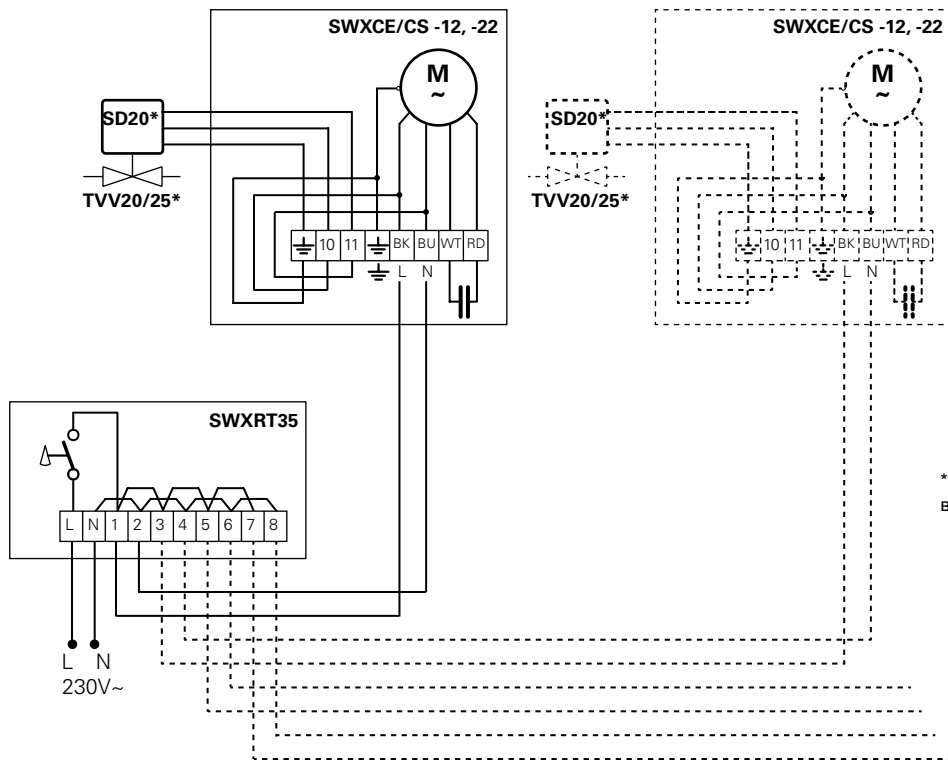 SWXCE/CS -12, -22
M
~
SD20*
TVV20/25*
10 11 BK BU WT RD
L N
SWXCE/CS -12, -22
M
~
SD20*
TVV20/25*
10 11 BK BU WT RD
L N
SWXRT35
L N 1 2 3 4 5 6 7 8
L N
230V~
*
B